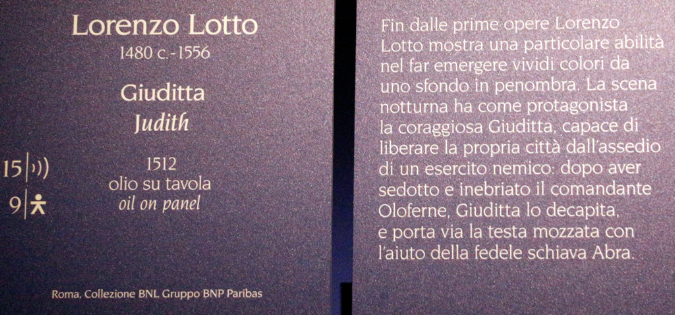 Lorenzo Lotto
1480 c.-1556
Giuditta
Judith
15
1512
olio su tavola
9
oil on panel
Roma, Collezione BNL Gruppo BNP Paribas
Fin dalle prime opere Lorenzo
Lotto mostra una particolare abilità
nel far emergere vividi colori da
uno sfondo in penombra. La scena
notturna ha come protagonista
la coraggiosa Giuditta, capace di
liberare la propria città dall'assedio
di un esercito nemico: dopo aver
sedotto e inebriato il comandante
Oloferne, Giuditta lo decapita,
e porta via la testa mozzata con
l'aiuto della fedele schiava Abra.